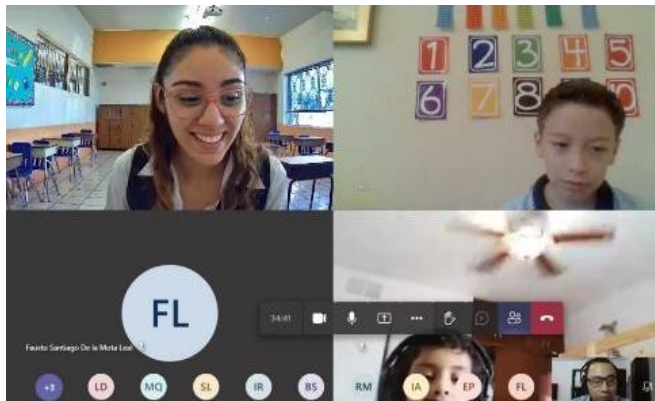 1 2 3 4 5
6 7 8 10
FL
34:41
Fausto Santiago De la Mota Leal
+3 LD MQ SL IR BS RM IA EP FL